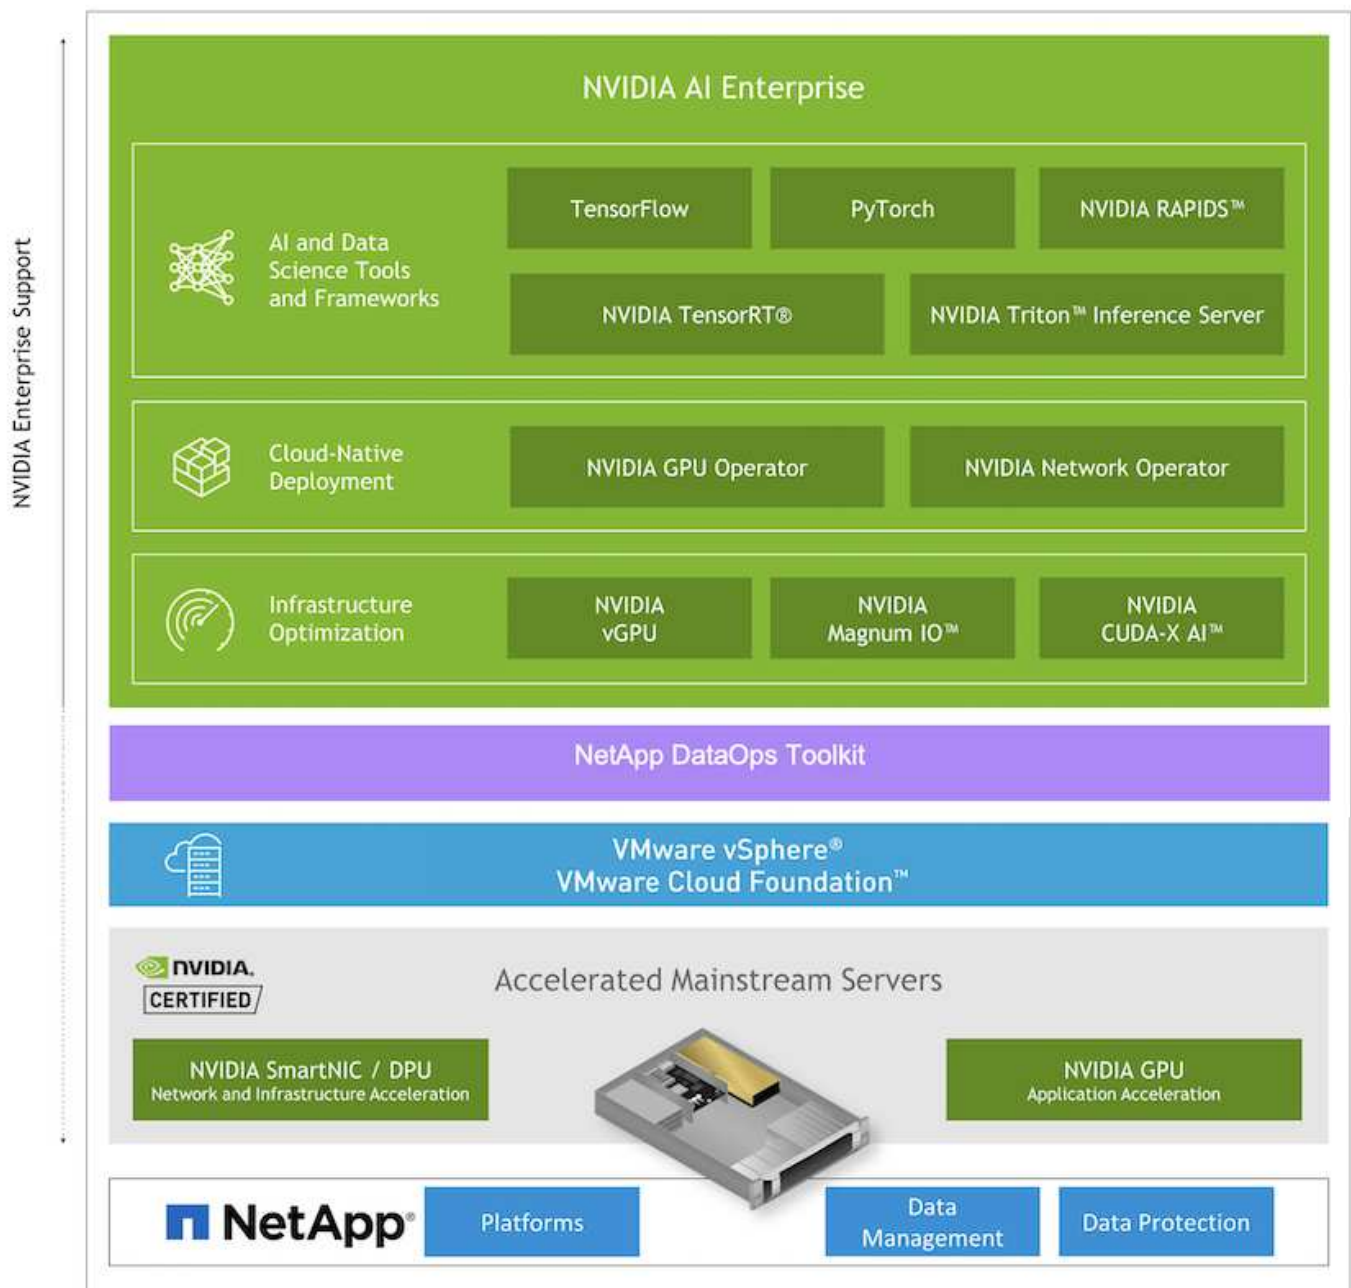 NVIDIA Enterprise Support
NVIDIA AI Enterprise
AI and Data
Science Tools
and Frameworks
TensorFlow
PyTorch
NVIDIA RAPIDS™
NVIDIA TensorRT®
NVIDIA Triton™ Inference Server
Cloud-Native
Deployment
NVIDIA GPU Operator
NVIDIA Network Operator
Infrastructure
Optimization
NVIDIA
vGPU
NVIDIA
Magnum IO™
NVIDIA
CUDA-X AI™
NetApp DataOps Toolkit
VMware vSphere®
VMware Cloud Foundation™
NVIDIA.
CERTIFIED
Accelerated Mainstream Servers
NVIDIA SmartNIC / DPU
Network and Infrastructure Acceleration
NVIDIA GPU
Application Acceleration
NetApp®
Platforms
Data
Management
Data Protection